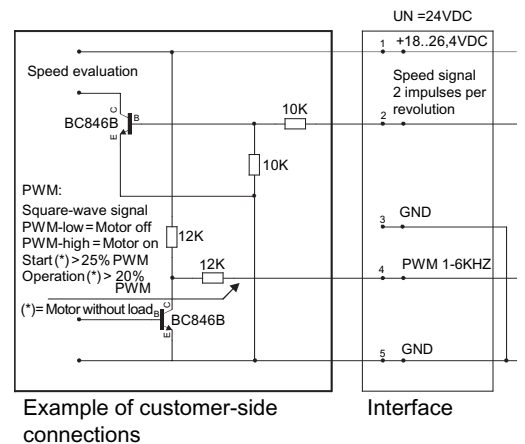 UN =24VDC
1 +18..26,4VDC
Speed evaluation
Speed signal
2 impulses per
revolution
C
BC846B B
E
10K
2
10K
PWM:
Square-wave signal
PWM-low = Motor off
PWM-high = Motor on
Start (*) > 25% PWM
Operation (*) > 20%
PWM
(*)= Motor without load
12K
12K
3 GND
4 PWM 1-6KHZ
C
B BC846B
E
5 GND
Example of customer-side
connections
Interface